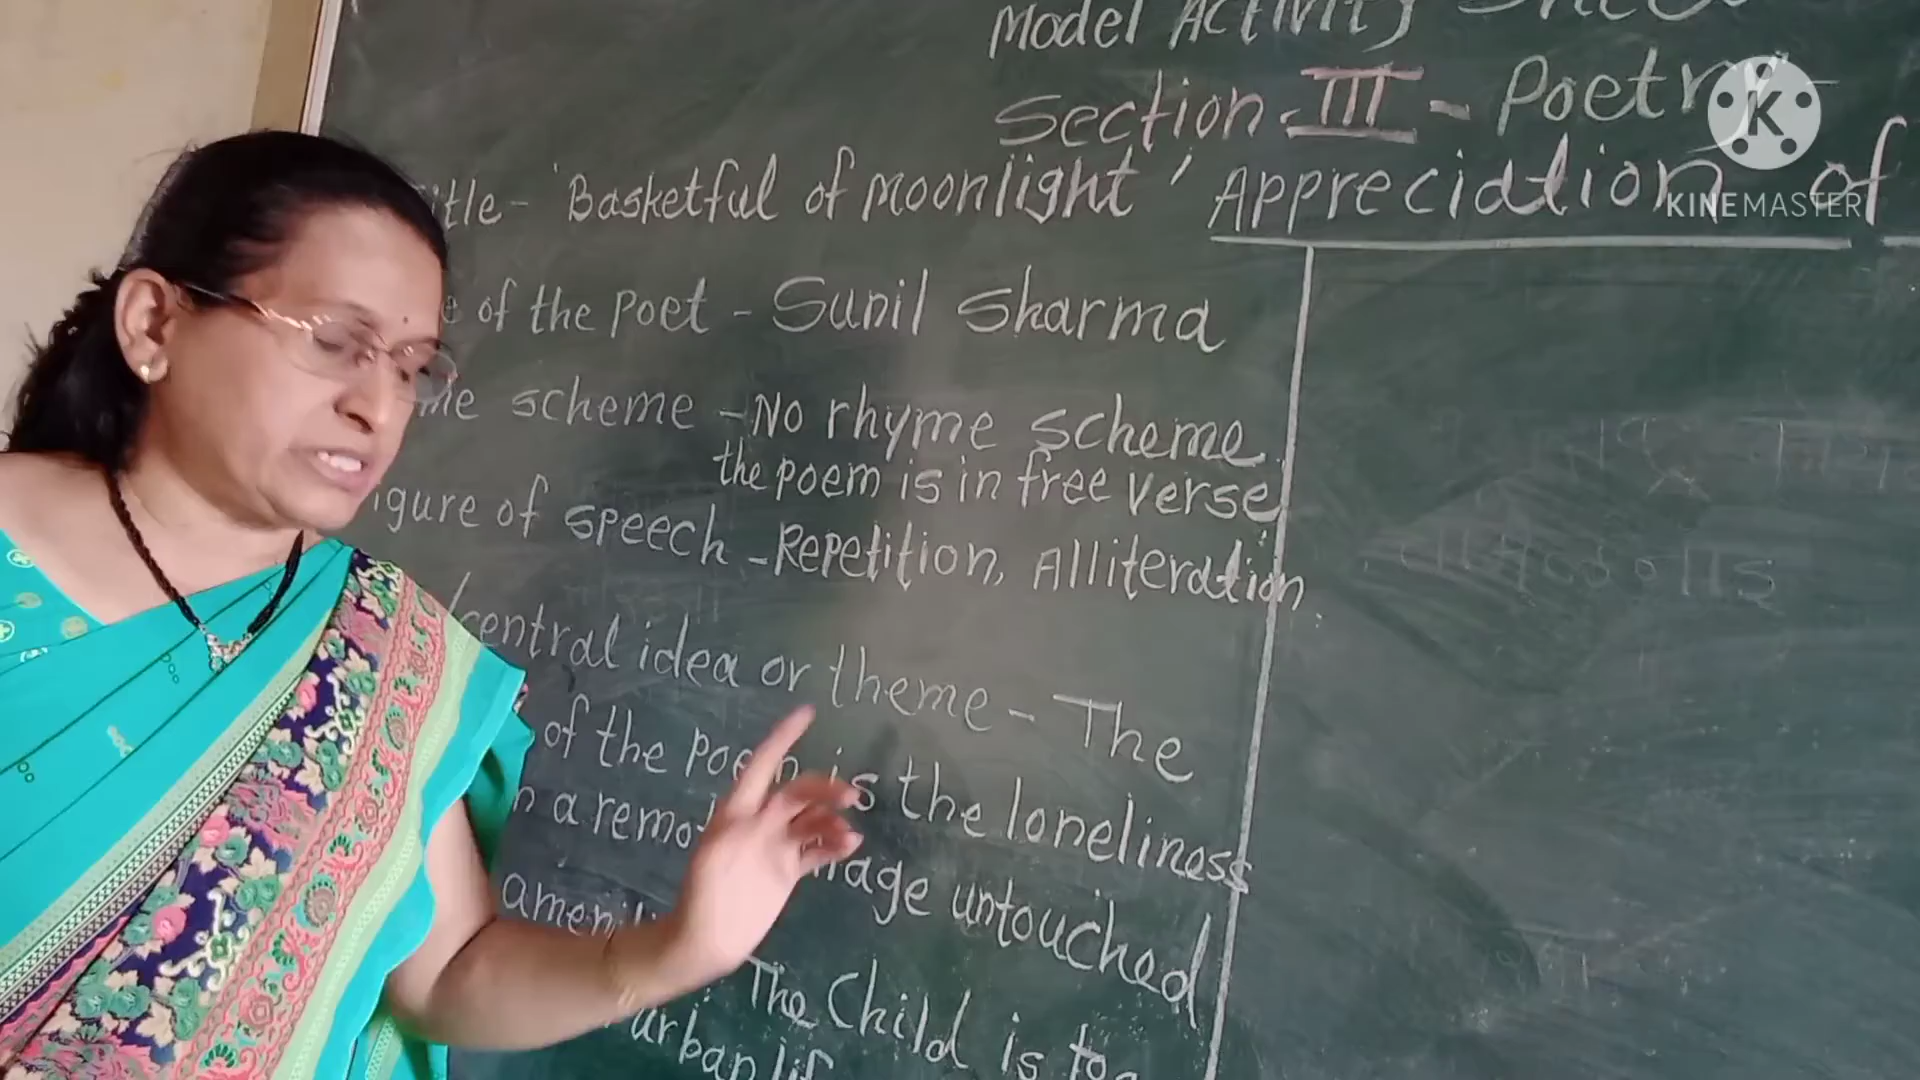 Model Activity
Section - III - Poetry
Appreciation of
Title - 'Basketful of Moonlight'
of the Poet - Sunil Sharma
scheme - No rhyme scheme
the poem is in free verse
figure of speech - Repetition, Alliteration.
central idea or theme - The
of the Poem is the loneliness
a remote village untouched
The Child is
urban
K
KINEMASTER